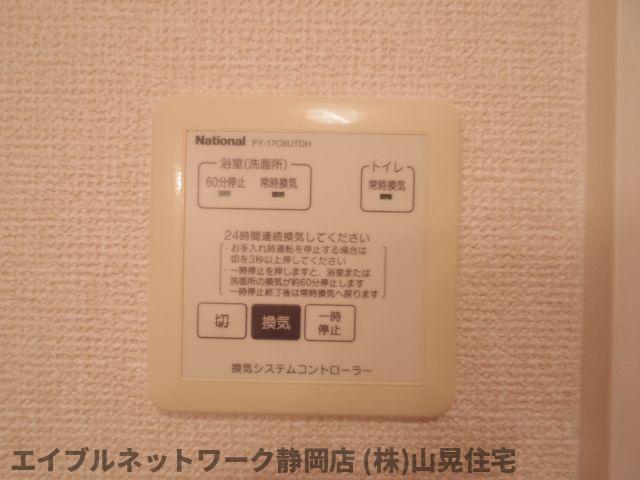 National FY-17C6UTDH
浴室(洗面所)
60分停止 常時換気
トイレ
常時換気
24時間連続換気してください
・お手入れ時運転を停止する場合は
切を3秒以上押してください
・一時停止を押しますと、浴室または
洗面所の換気が約60分停止します
一時停止終了後は常時換気へ戻ります
切
換気
一時
停止
換気システムコントローラー
エイブルネットワーク静岡店 (株)山晃住宅